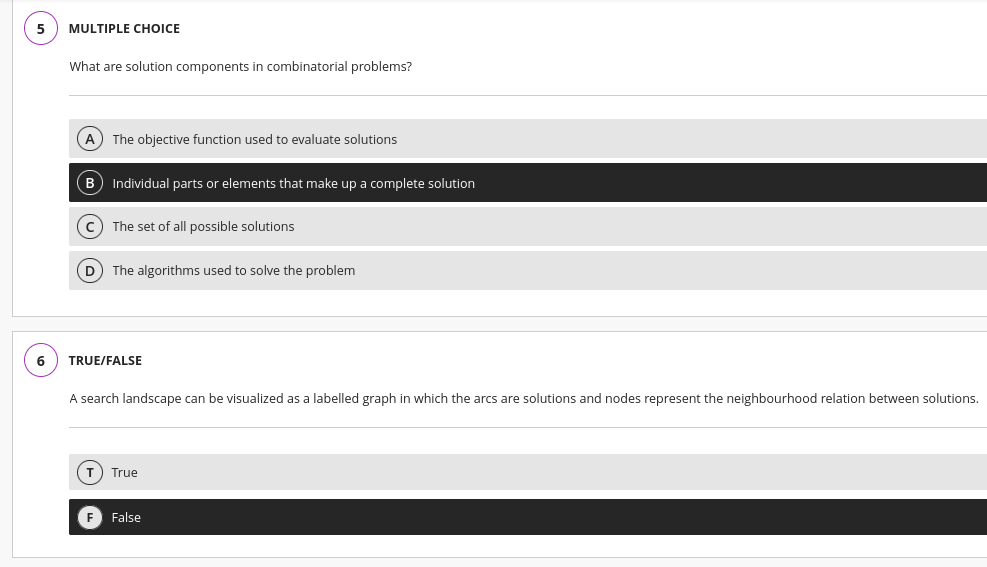 5 MULTIPLE CHOICE
What are solution components in combinatorial problems?
A The objective function used to evaluate solutions
B Individual parts or elements that make up a complete solution
C The set of all possible solutions
D The algorithms used to solve the problem
6 TRUE/FALSE
A search landscape can be visualized as a labelled graph in which the arcs are solutions and nodes represent the neighbourhood relation between solutions.
T True
F False